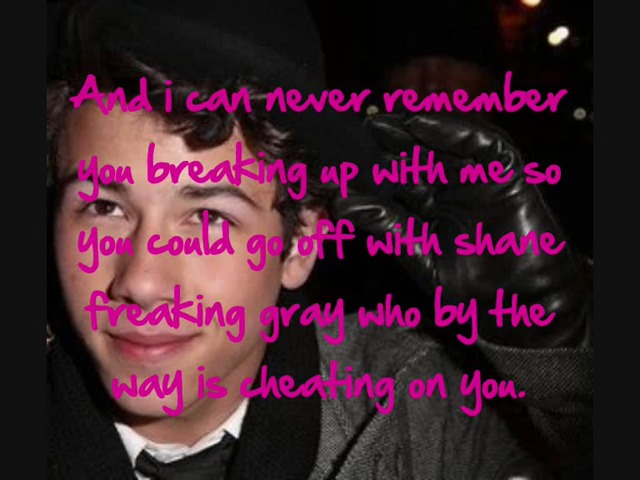 And i can never remember
you breaking up with me so
you could go off with shane
freaking gray who by the
way is cheating on you.